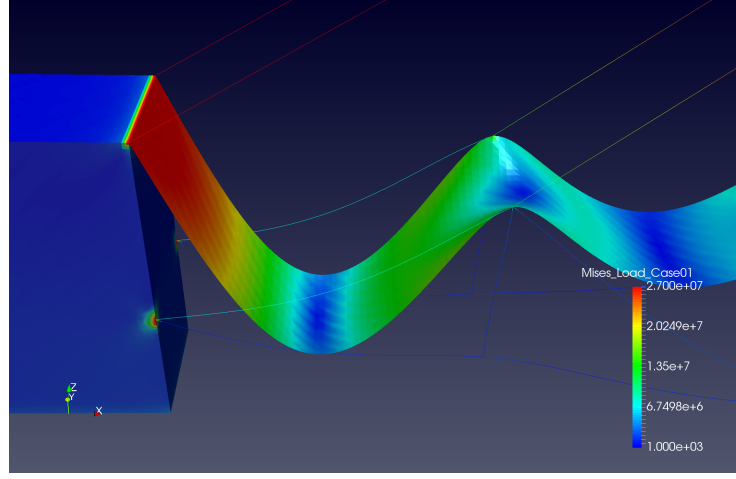 Mises_Load_Case01
2.700e+07
2.0249e+7
1.35e+7
6.7498e+6
1.000e+03
Z
Y
X